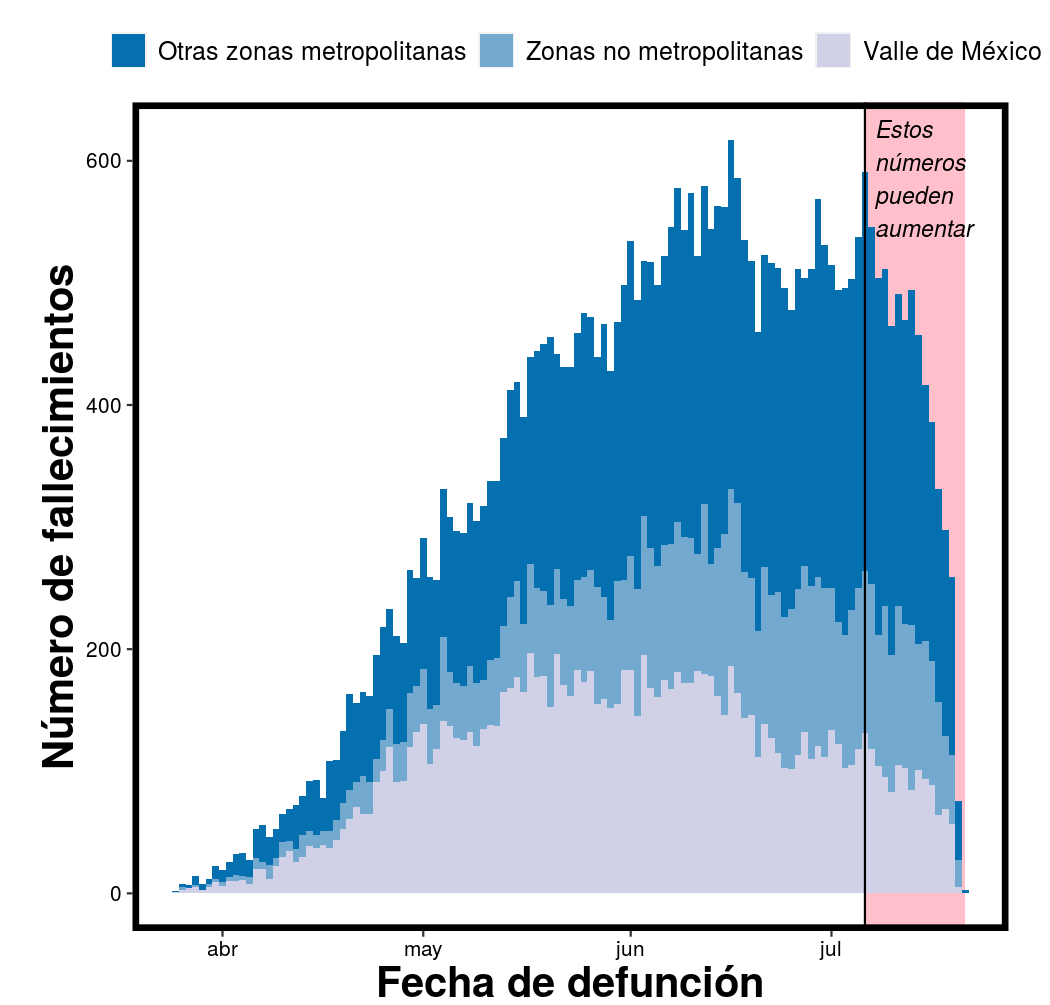 Otras zonas metropolitanas Zonas no metropolitanas Valle de México
Estos
números
pueden
aumentar
600
400
200
0
Número de fallecimientos
abr may jun jul
Fecha de defunción